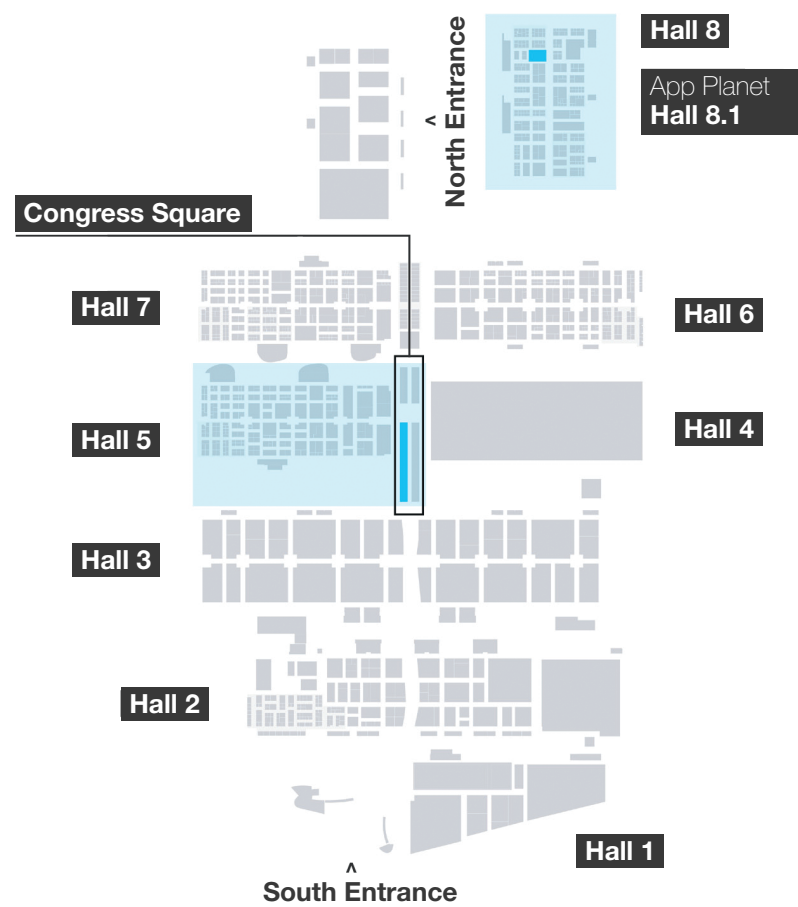 Hall 8
App Planet
Hall 8.1
North Entrance
>
Congress Square
Hall 7
Hall 6
Hall 5
Hall 4
Hall 3
Hall 2
Hall 1
>
South Entrance